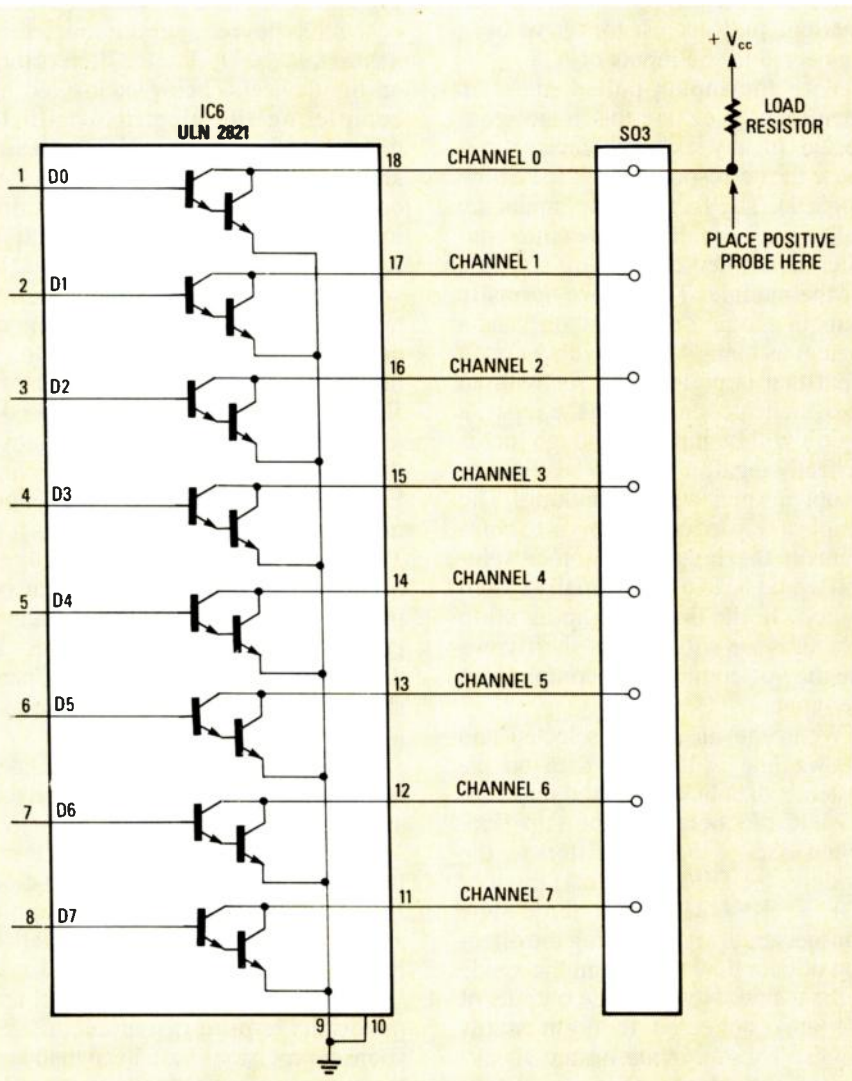 IC6
ULN 2821
1 D0
2 D1
3 D2
4 D3
5 D4
6 D5
7 D6
8 D7
18 CHANNEL 0
17 CHANNEL 1
16 CHANNEL 2
15 CHANNEL 3
14 CHANNEL 4
13 CHANNEL 5
12 CHANNEL 6
11 CHANNEL 7
9 10
SO3
+ Vcc
LOAD
RESISTOR
PLACE POSITIVE
PROBE HERE